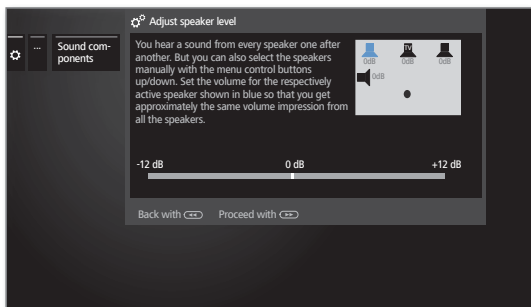 Adjust speaker level
...
Sound com-
ponents
You hear a sound from every speaker one after
another. But you can also select the speakers
manually with the menu control buttons
up/down. Set the volume for the respectively
active speaker shown in blue so that you get
approximately the same volume impression from
all the speakers.
TV
0dB 0dB 0dB
0dB
-12 dB 0 dB +12 dB
Back with Proceed with